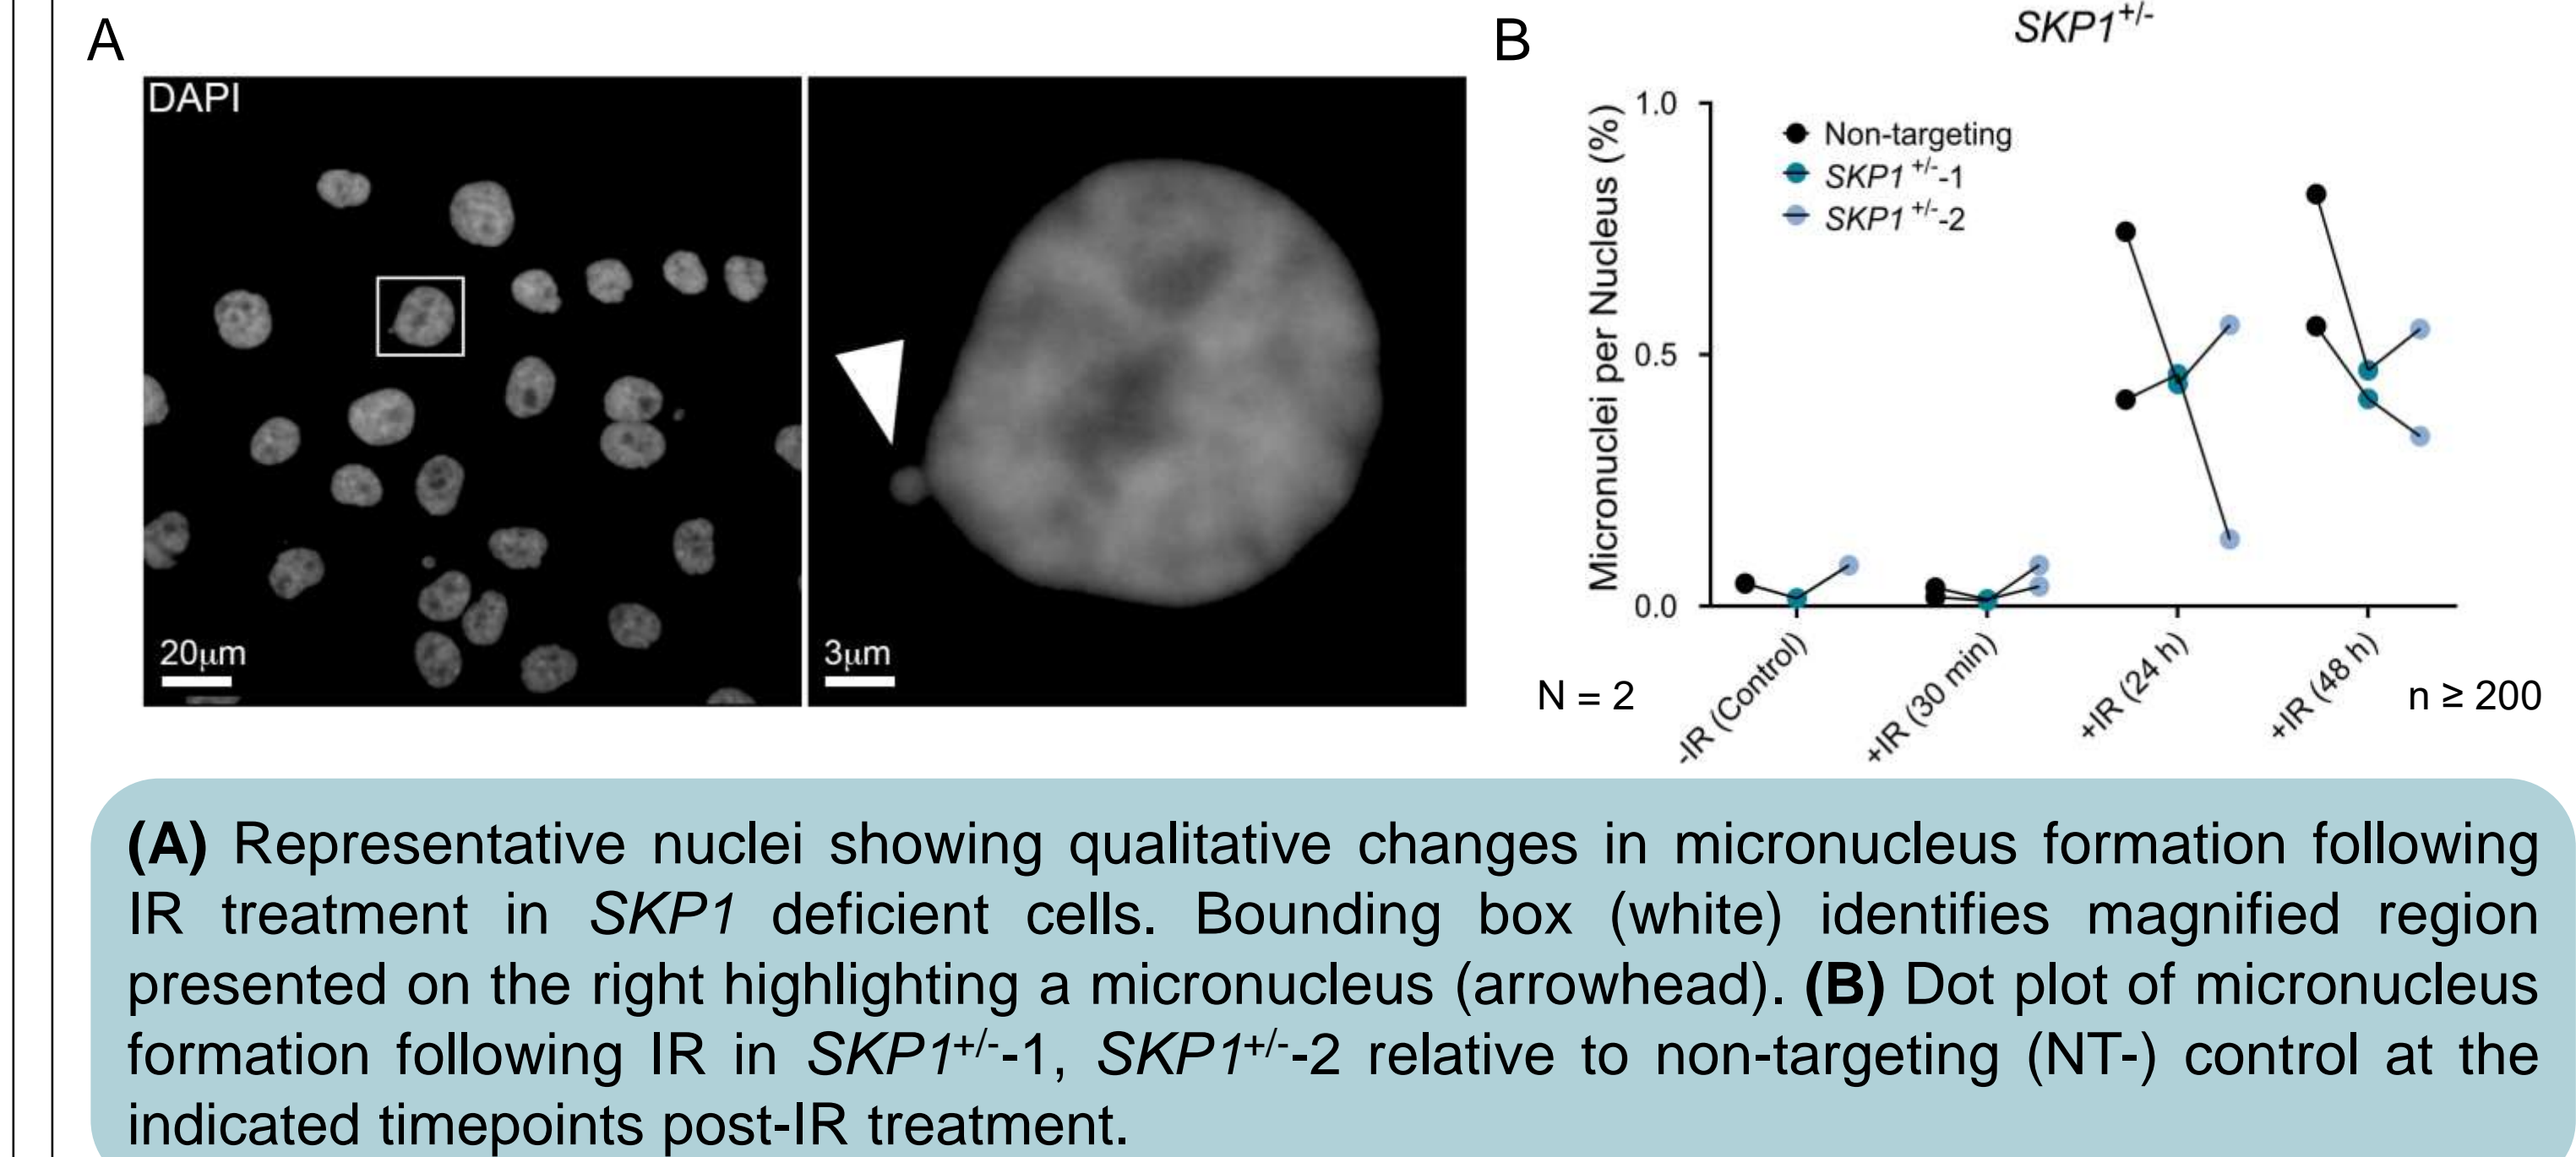 A
DAPI
20μm
3μm
B
SKP1+/-
Micronuclei per Nucleus (%)
1.0
0.5
0.0
Non-targeting
SKP1 +/--1
SKP1 +/--2
-IR (Control)
+IR (30 min)
+IR (24 h)
+IR (48 h)
N = 2
n ≥ 200
(A) Representative nuclei showing qualitative changes in micronucleus formation following
IR treatment in SKP1 deficient cells. Bounding box (white) identifies magnified region
presented on the right highlighting a micronucleus (arrowhead). (B) Dot plot of micronucleus
formation following IR in SKP1+/--1, SKP1+/--2 relative to non-targeting (NT-) control at the
indicated timepoints post-IR treatment.